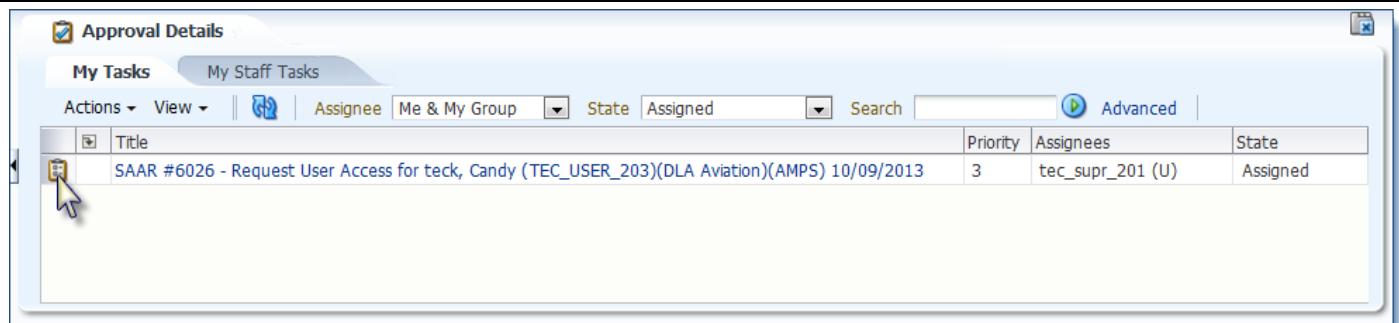 Approval Details
My Tasks My Staff Tasks
Actions View Assignee Me & My Group State Assigned Search Advanced
Title Priority Assignees State
SAAR #6026 - Request User Access for teck, Candy (TEC_USER_203)(DLA Aviation)(AMPS) 10/09/2013 3 tec_supr_201 (U) Assigned